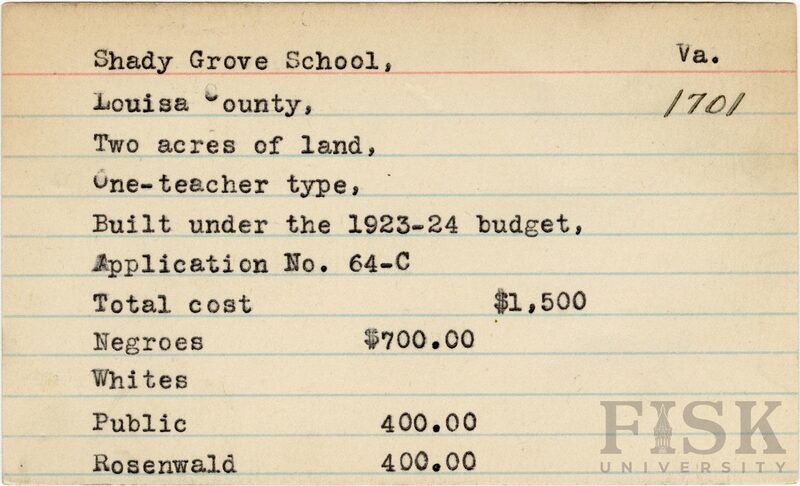 Shady Grove School, Va.
Louisa County, 1701
Two acres of land,
One-teacher type,
Built under the 1923-24 budget,
Application No. 64-C
Total cost $1,500
Negroes $700.00
Whites
Public 400.00
Rosenwald 400.00
FISK
UNIVERSITY